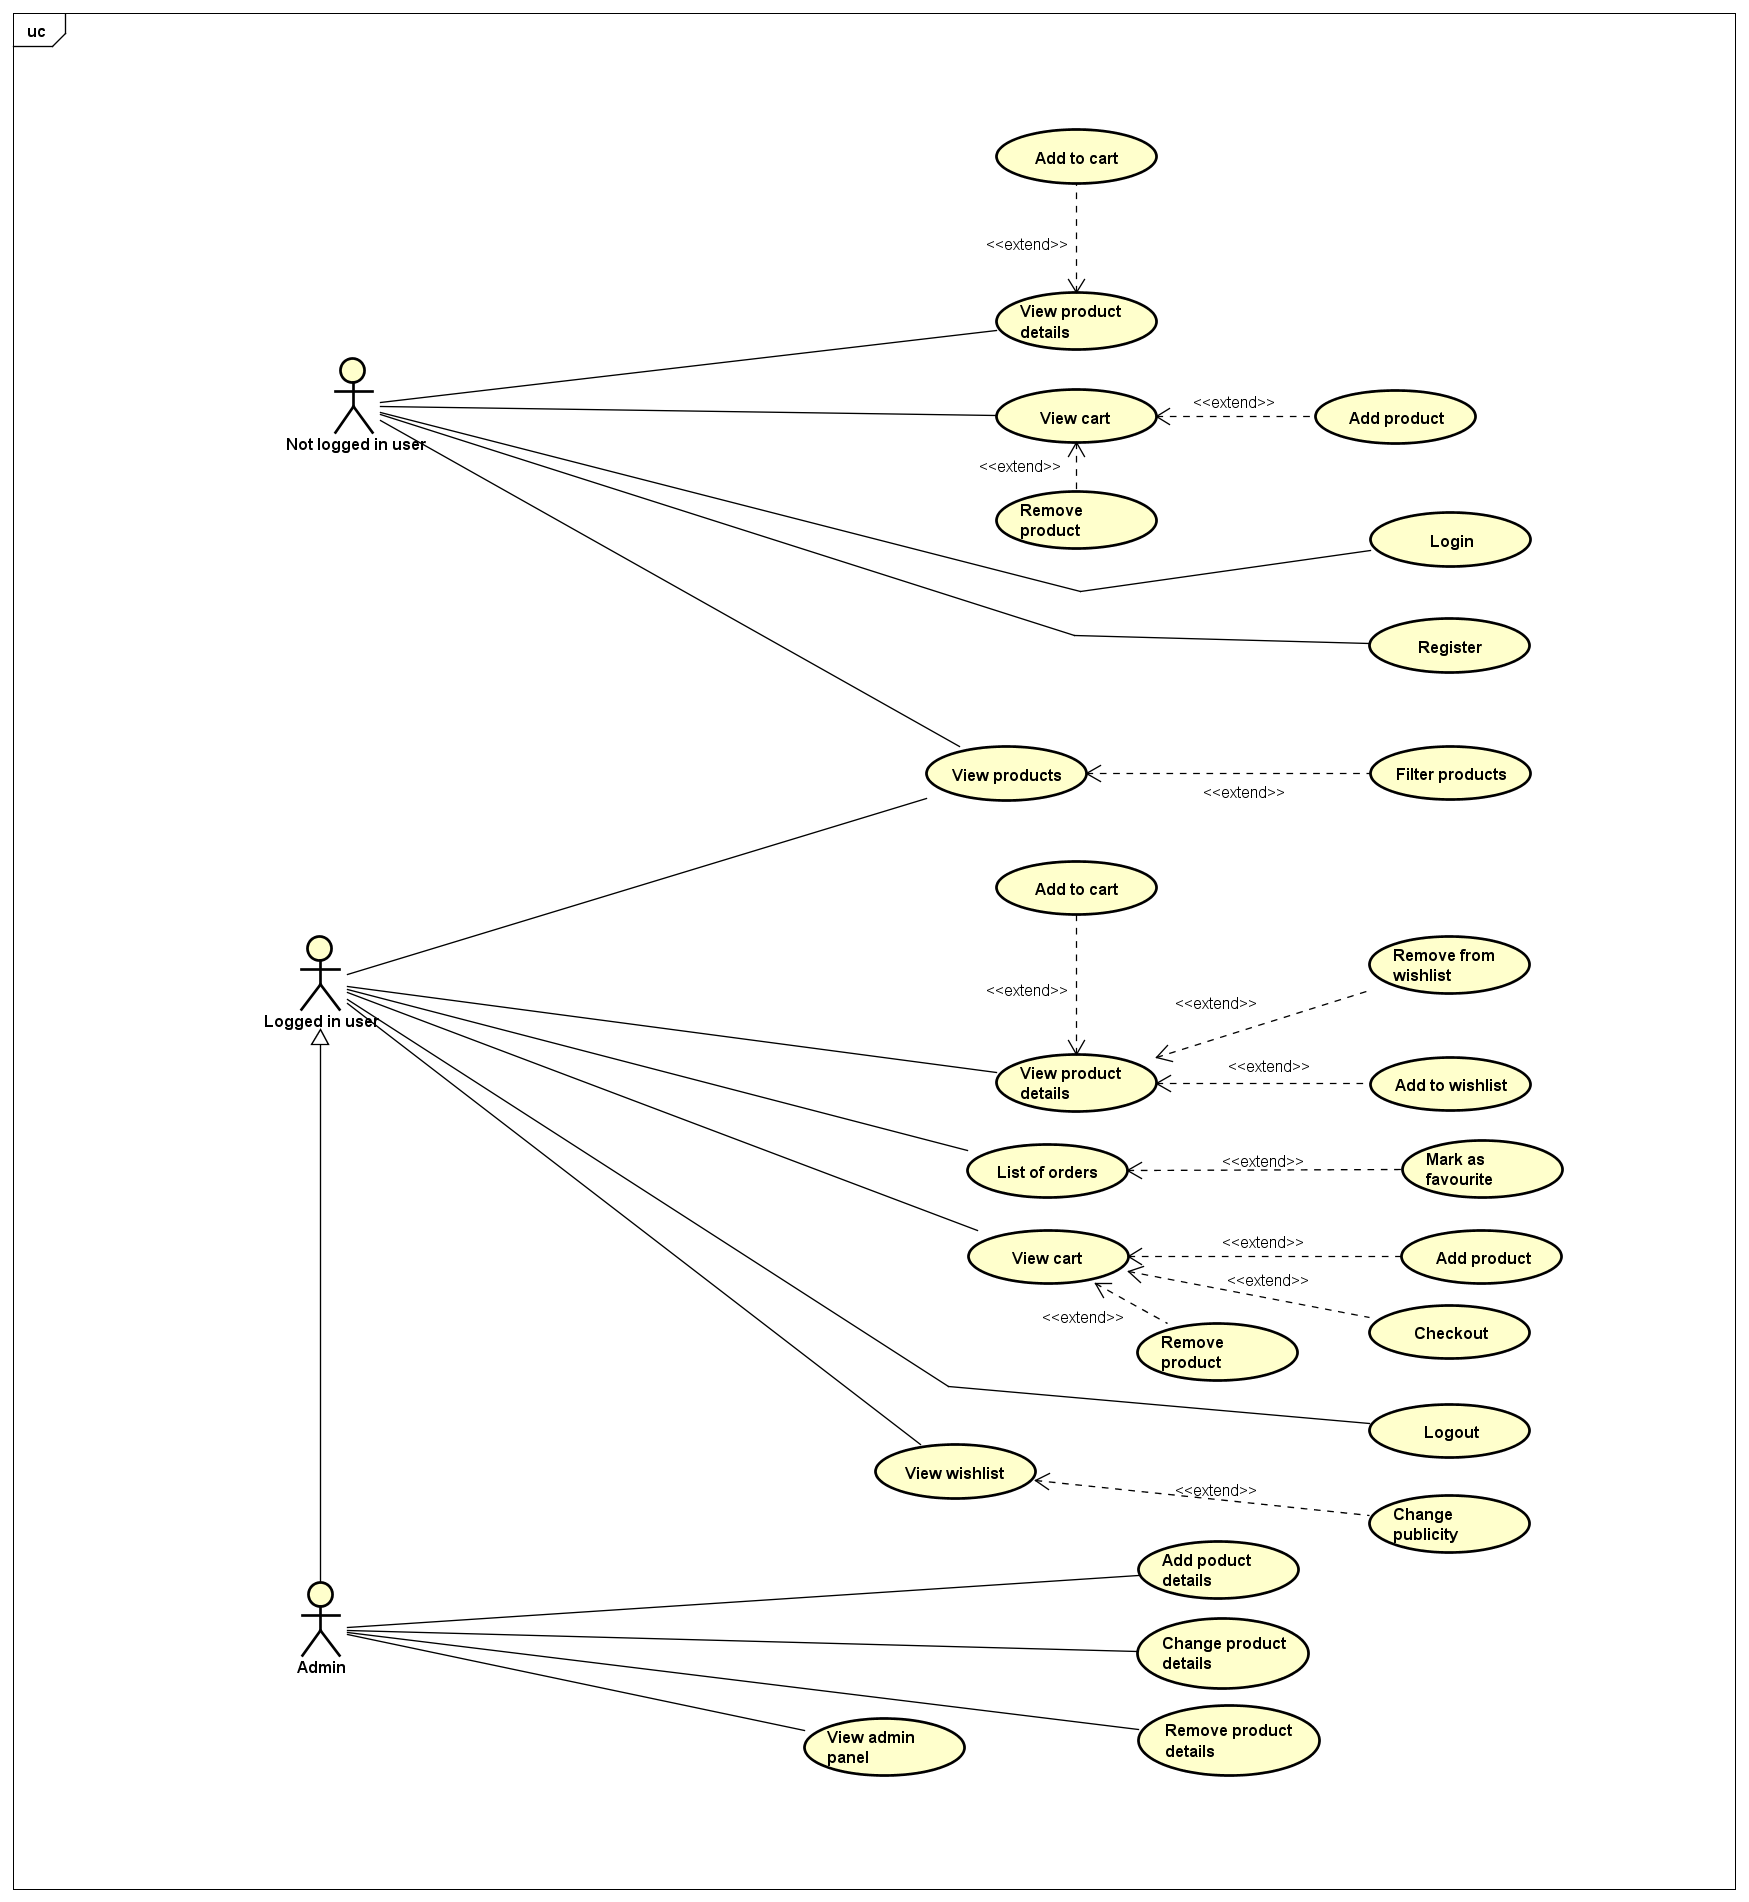 uc
Add to cart
<<extend>>
View product
details
Not logged in user
View cart
<<extend>>
Add product
<<extend>>
Remove
product
Login
Register
View products
<<extend>>
Filter products
Add to cart
<<extend>>
Remove from
wishlist
<<extend>>
Logged in user
View product
details
<<extend>>
Add to wishlist
List of orders
<<extend>>
Mark as
favourite
View cart
<<extend>>
Add product
<<extend>>
Checkout
<<extend>>
Remove
product
Logout
View wishlist
<<extend>>
Change
publicity
Add poduct
details
Admin
Change product
details
Remove product
details
View admin
panel